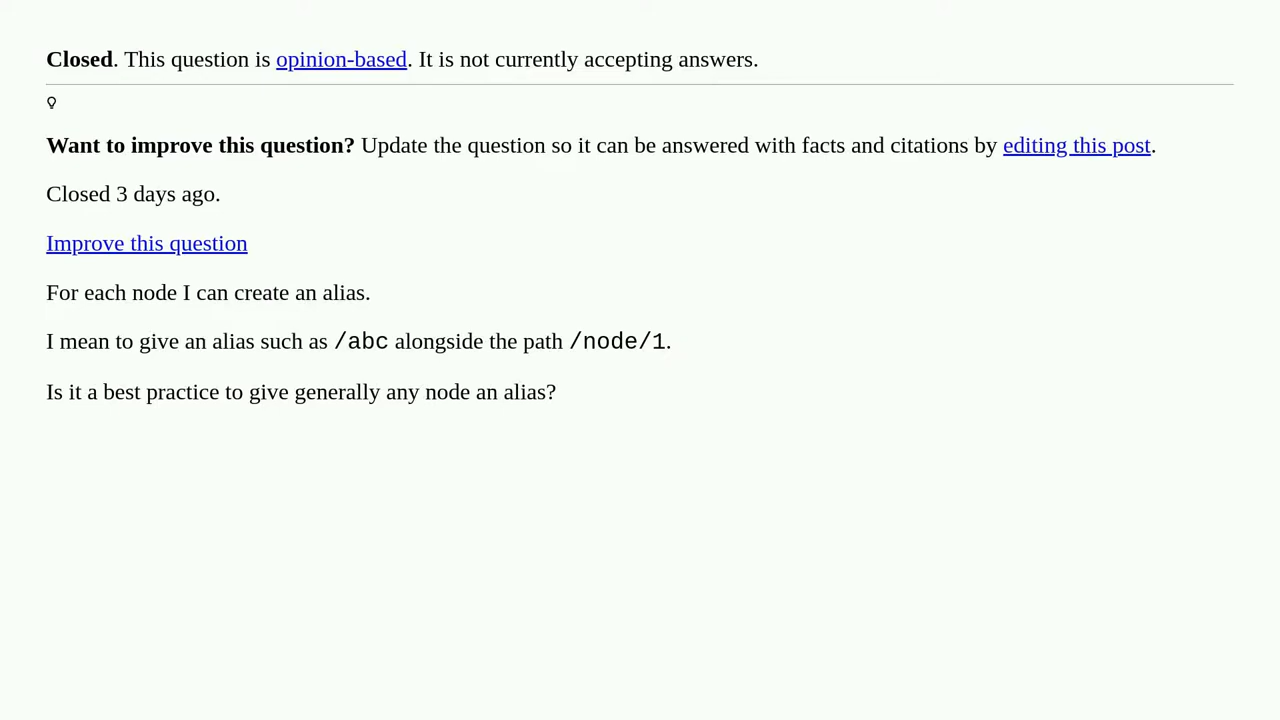 Closed. This question is opinion-based. It is not currently accepting answers.
Want to improve this question? Update the question so it can be answered with facts and citations by editing this post.
Closed 3 days ago.
Improve this question
For each node I can create an alias.
I mean to give an alias such as /abc alongside the path /node/1.
Is it a best practice to give generally any node an alias?